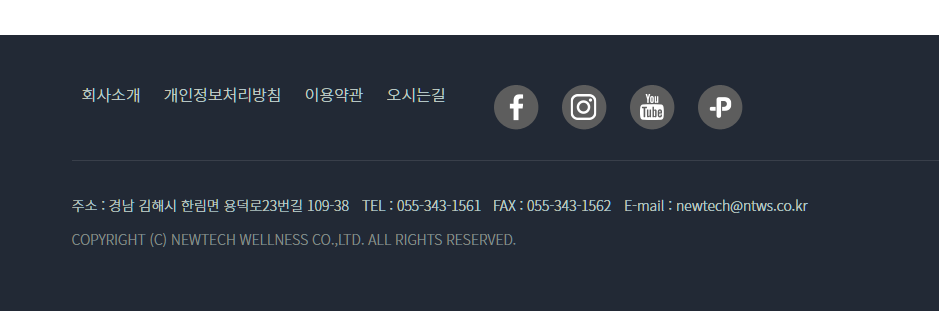 회사소개 개인정보처리방침 이용약관 오시는길
You
Tube
주소 : 경남 김해시 한림면 용덕로23번길 109-38 TEL : 055-343-1561 FAX : 055-343-1562 E-mail : newtech@ntws.co.kr
COPYRIGHT (C) NEWTECH WELLNESS CO.,LTD. ALL RIGHTS RESERVED.